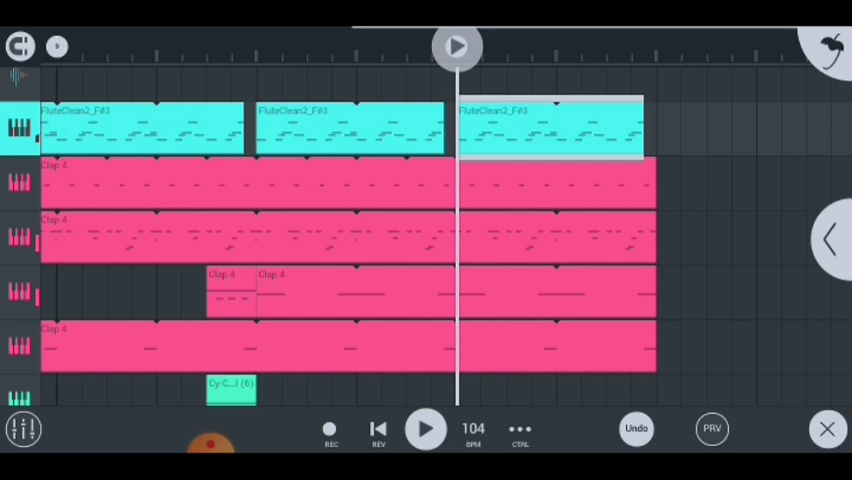 9
FluteClean2_F#3
FluteClean2_F#3
FluteClean2_F#3
Clap 4
Clap 4
Clap 4
Clap 4
Clap 4
Cy-C...l (6)
104
Undo
PRV
REC
REV
BPM
CTRL